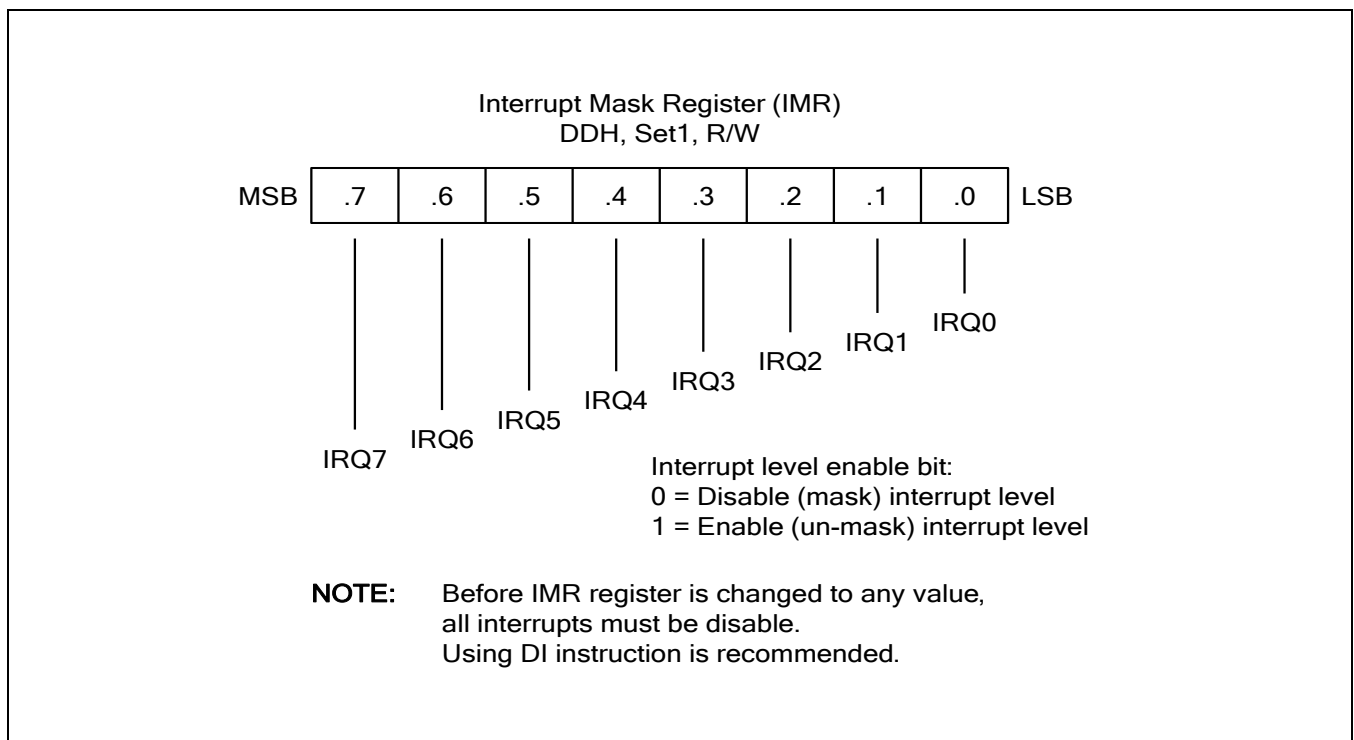 Interrupt Mask Register (IMR)
DDH, Set1, R/W
MSB .7 .6 .5 .4 .3 .2 .1 .0 LSB
IRQ7 IRQ6 IRQ5 IRQ4 IRQ3 IRQ2 IRQ1 IRQ0
Interrupt level enable bit:
0 = Disable (mask) interrupt level
1 = Enable (un-mask) interrupt level
NOTE: Before IMR register is changed to any value,
all interrupts must be disable.
Using DI instruction is recommended.